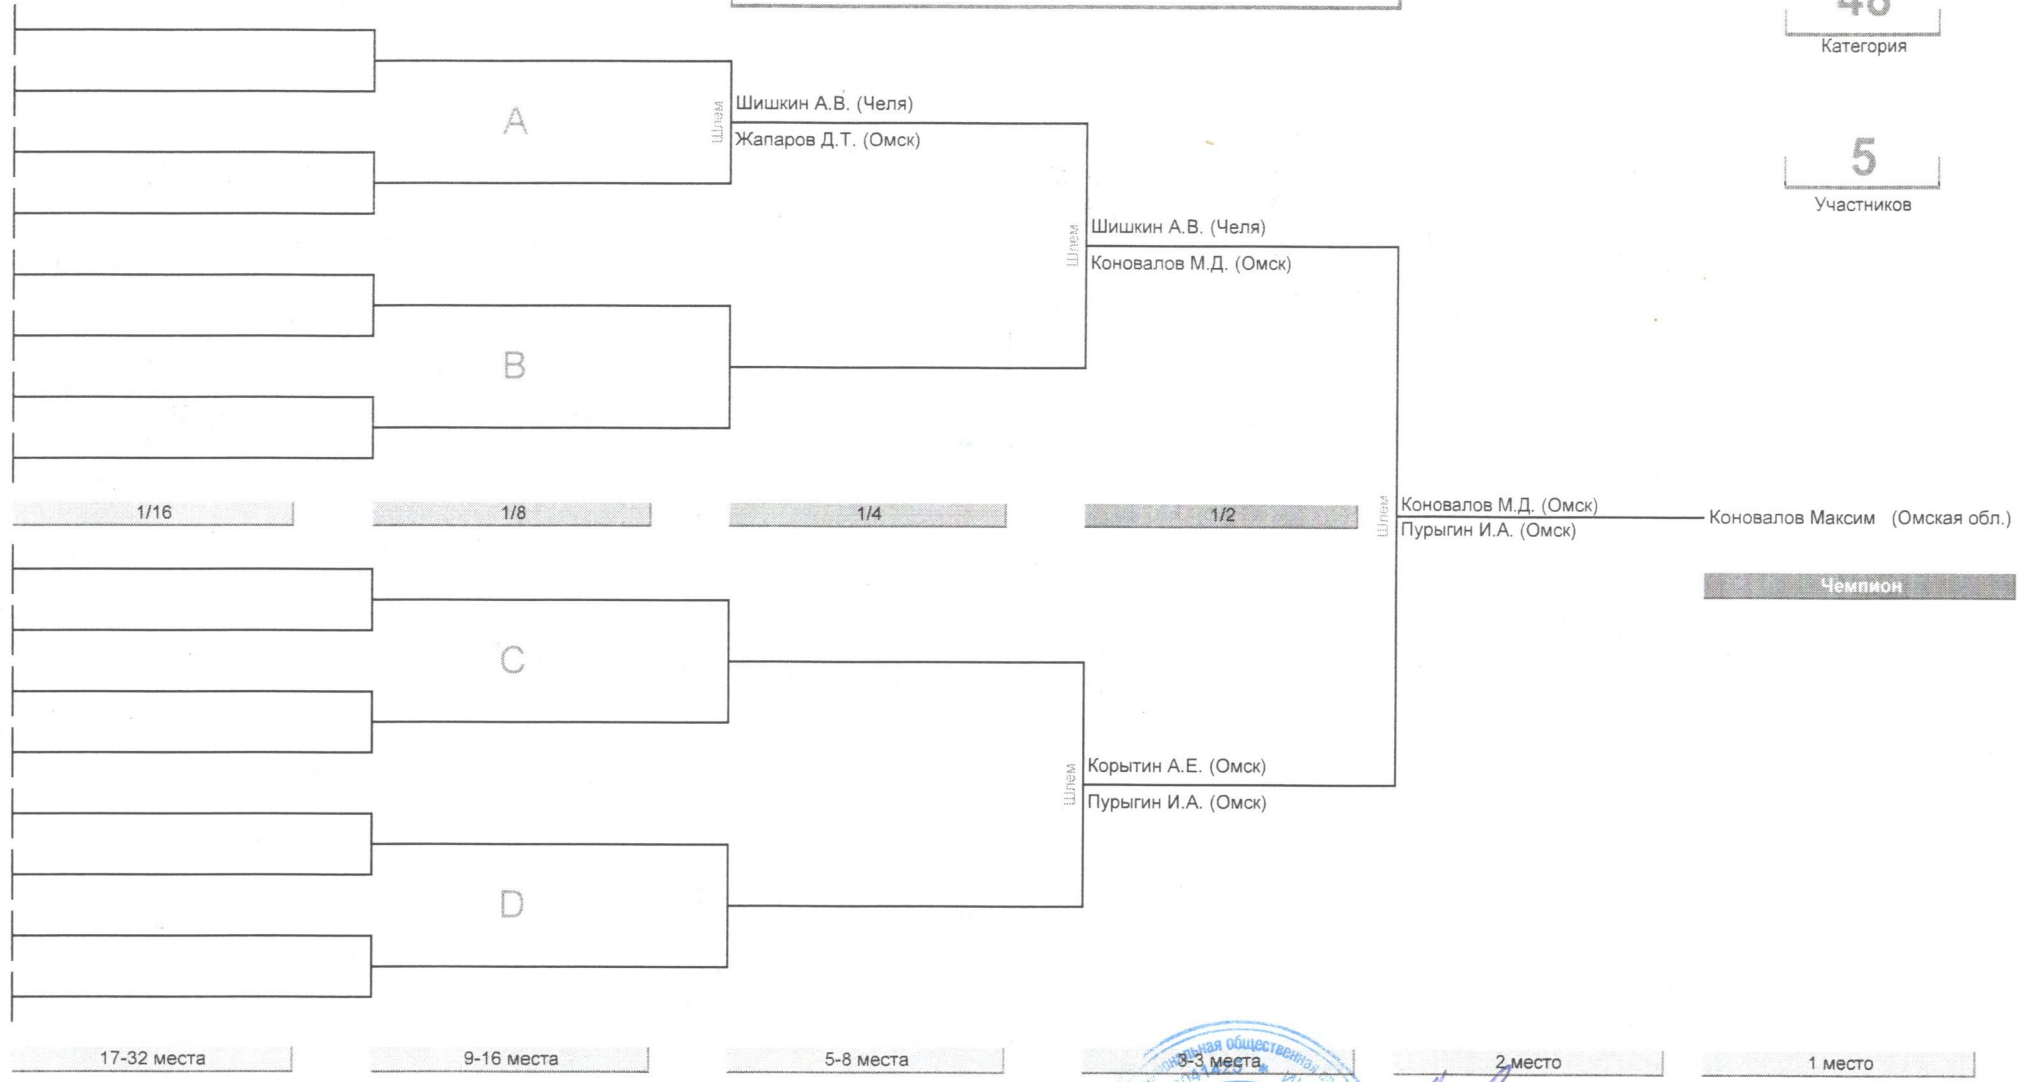 48
Категория
5
Участников
A
Шлем
Шишкин А.В. (Челя)
Жапаров Д.Т. (Омск)
Шлем
Шишкин А.В. (Челя)
Коновалов М.Д. (Омск)
B
1/16
1/8
1/4
1/2
Шлем
Коновалов М.Д. (Омск)
Пурыгин И.А. (Омск)
Коновалов Максим (Омская обл.)
Чемпион
C
Шлем
Корытин А.Е. (Омск)
Пурыгин И.А. (Омск)
D
17-32 места
9-16 места
5-8 места
3-3 места
2 место
1 место
общественная